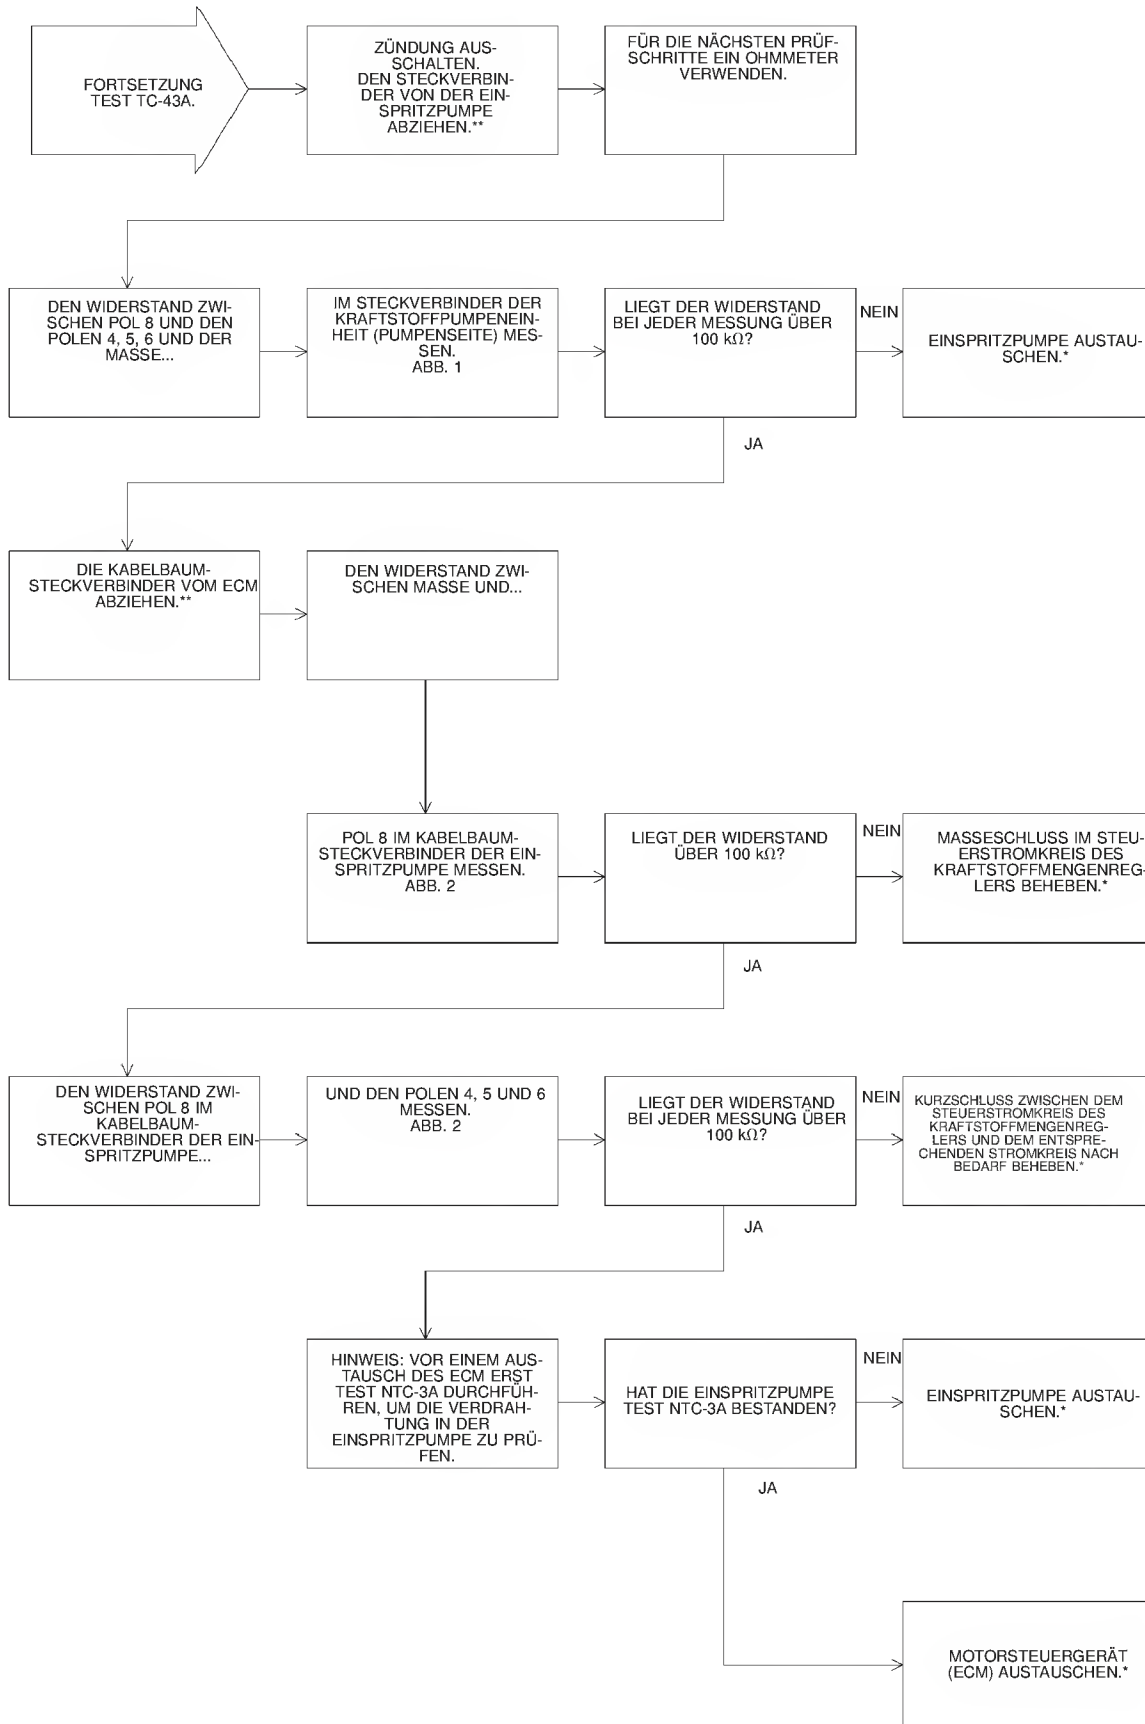 FORTSETZUNG
TEST TC-43A.
ZÜNDUNG AUS-
SCHALTEN.
DEN STECKVERBIN-
DER VON DER EIN-
SPRITZPUMPE
ABZIEHEN.**
FÜR DIE NÄCHSTEN PRÜF-
SCHRITTE EIN OHMMETER
VERWENDEN.
DEN WIDERSTAND ZWI-
SCHEN POL 8 UND DEN
POLEN 4, 5, 6 UND DER
MASSE...
IM STECKVERBINDER DER
KRAFTSTOFFPUMPENEIN-
HEIT (PUMPENSEITE) MES-
SEN.
ABB. 1
LIEGT DER WIDERSTAND
BEI JEDER MESSUNG ÜBER
100 kΩ?
NEIN
EINSPRITZPUMPE AUSTAU-
SCHEN.*
JA
DIE KABELBAUM-
STECKVERBINDER VOM ECM
ABZIEHEN.**
DEN WIDERSTAND ZWI-
SCHEN MASSE UND...
POL 8 IM KABELBAUM-
STECKVERBINDER DER EIN-
SPRITZPUMPE MESSEN.
ABB. 2
LIEGT DER WIDERSTAND
ÜBER 100 kΩ?
NEIN
MASSESCHLUSS IM STEU-
ERSTROMKREIS DES
KRAFTSTOFFMENGENREG-
LERS BEHEBEN.*
JA
DEN WIDERSTAND ZWI-
SCHEN POL 8 IM
KABELBAUM-
STECKVERBINDER DER EIN-
SPRITZPUMPE...
UND DEN POLEN 4, 5 UND 6
MESSEN.
ABB. 2
LIEGT DER WIDERSTAND
BEI JEDER MESSUNG ÜBER
100 kΩ?
NEIN
KURZSCHLUSS ZWISCHEN DEM
STEUERSTROMKREIS DES
KRAFTSTOFFMENGENREG-
LERS UND DEM ENTSPRE-
CHENDEN STROMKREIS NACH
BEDARF BEHEBEN.*
JA
HINWEIS: VOR EINEM AUS-
TAUSCH DES ECM ERST
TEST NTC-3A DURCHFÜH-
REN, UM DIE VERDRAH-
TUNG IN DER
EINSPRITZPUMPE ZU PRÜ-
FEN.
HAT DIE EINSPRITZPUMPE
TEST NTC-3A BESTANDEN?
NEIN
EINSPRITZPUMPE AUSTAU-
SCHEN.*
JA
MOTORSTEUERGERÄT
(ECM) AUSTAUSCHEN.*